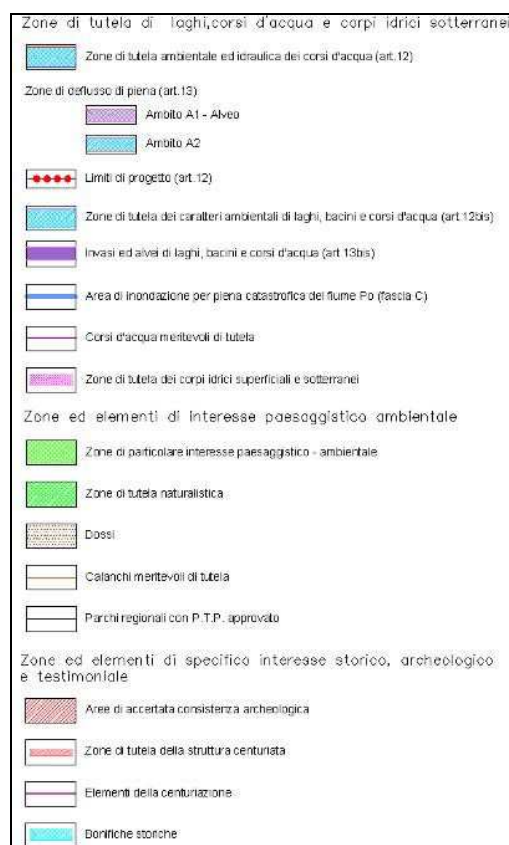 Zone di tutela di laghi,corsi d'acqua e corpi idrici sotterranei
Zone di tutela ambientale ed idraulica dei corsi d'acqua (art.12)
Zone di deflusso di piena (art.13)
Ambito A1 - Alveo
Ambito A2
Limiti di progetto (art.12)
Zone di tutela dei caratteri ambientali di laghi, bacini e corsi d'acqua (art 12bis)
Invasi ed alvei di laghi, bacini e corsi d'acqua (art 13bis)
Area di inondazione per piena catastrofica del fiume Po (fascia C)
Corsi d'acqua meritevoli di tutela
Zone di tutela dei corpi idrici superficiali e sotterranei
Zone ed elementi di interesse paesaggistico ambientale
Zone di particolare interesse paesaggistico - ambientale
Zone di tutela naturalistica
Dossi
Calanchi meritevoli di tutela
Parchi regionali con P.T.P. approvato
Zone ed elementi di specifico interesse storico, archeologico
e testimoniale
Aree di accertata consistenza archeologica
Zone di tutela della struttura centuriata
Elementi della centuriazione
Bonifiche storiche